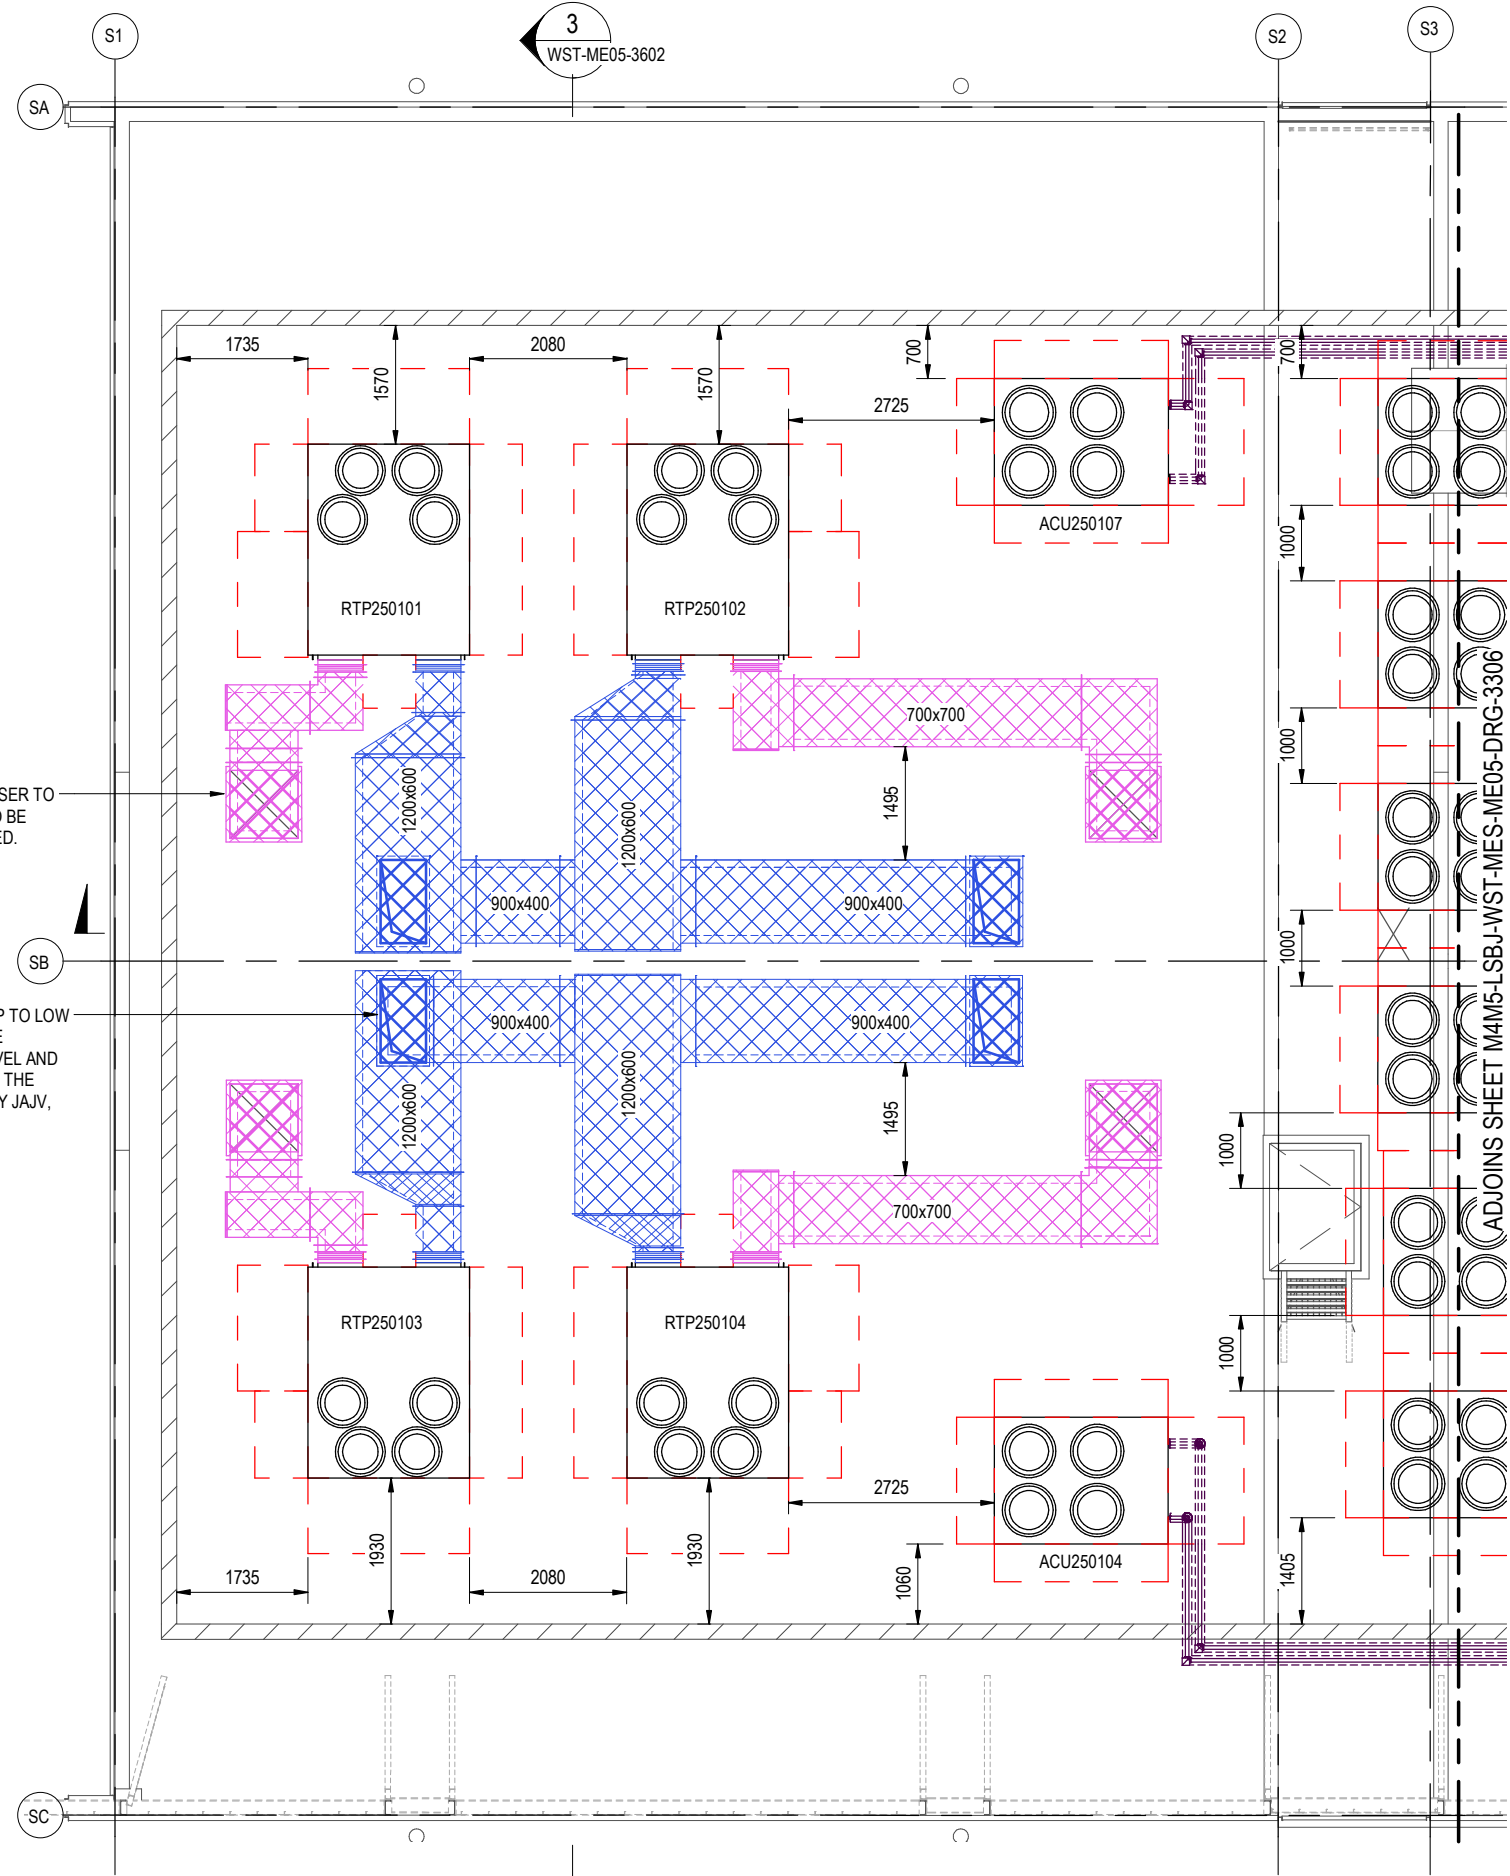 S1
3
WST-ME05-3602
S2
S3
SA
1735
1570
2080
1570
700
2725
700
ACU250107
1000
RTP250101
RTP250102
700x700
1000
SER TO
O BE
ED.
1200x600
1200x600
1495
900x400
900x400
1000
SB
P TO LOW
E
VEL AND
THE
Y JAJV,
900x400
900x400
1200x600
1200x600
1495
1000
700x700
ADJOINS SHEET M4M5-LSBJ-WST-MES-ME05-DRG-3306
RTP250103
RTP250104
1000
2725
1930
1930
1735
2080
1060
ACU250104
1405
SC